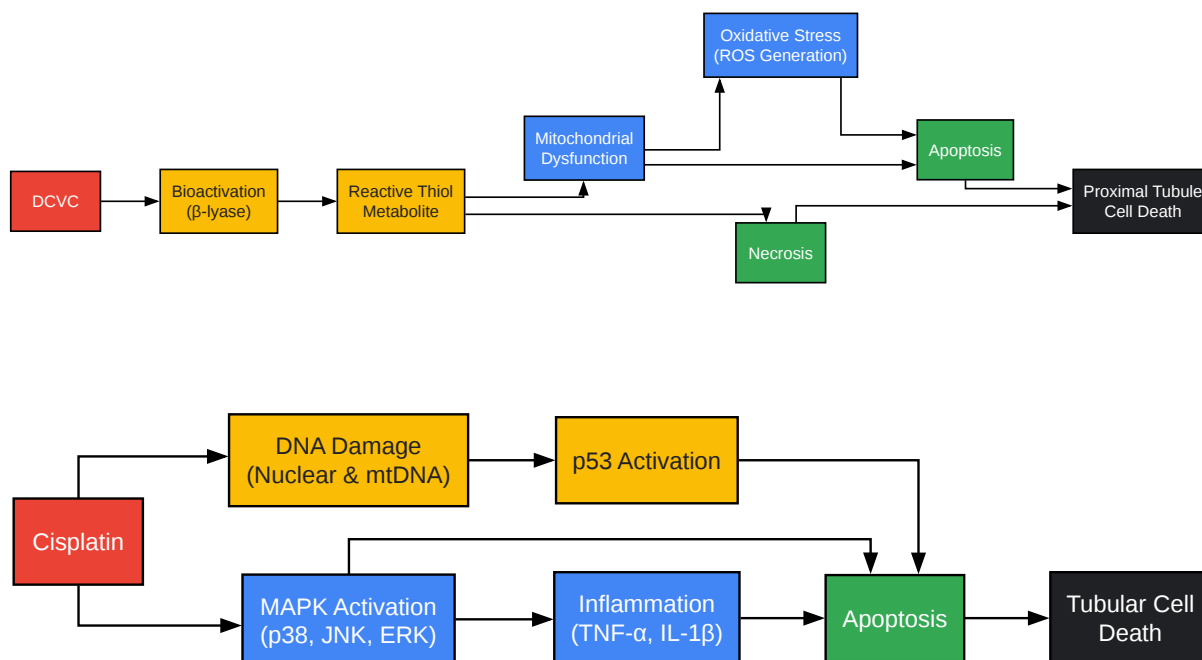 Oxidative Stress
(ROS Generation)
Mitochondrial
Dysfunction
Apoptosis
DCVC
Bioactivation
(β-lyase)
Reactive Thiol
Metabolite
Proximal Tubule
Cell Death
Necrosis
DNA Damage
(Nuclear & mtDNA)
p53 Activation
Cisplatin
MAPK Activation
(p38, JNK, ERK)
Inflammation
(TNF-α, IL-1β)
Apoptosis
Tubular Cell
Death